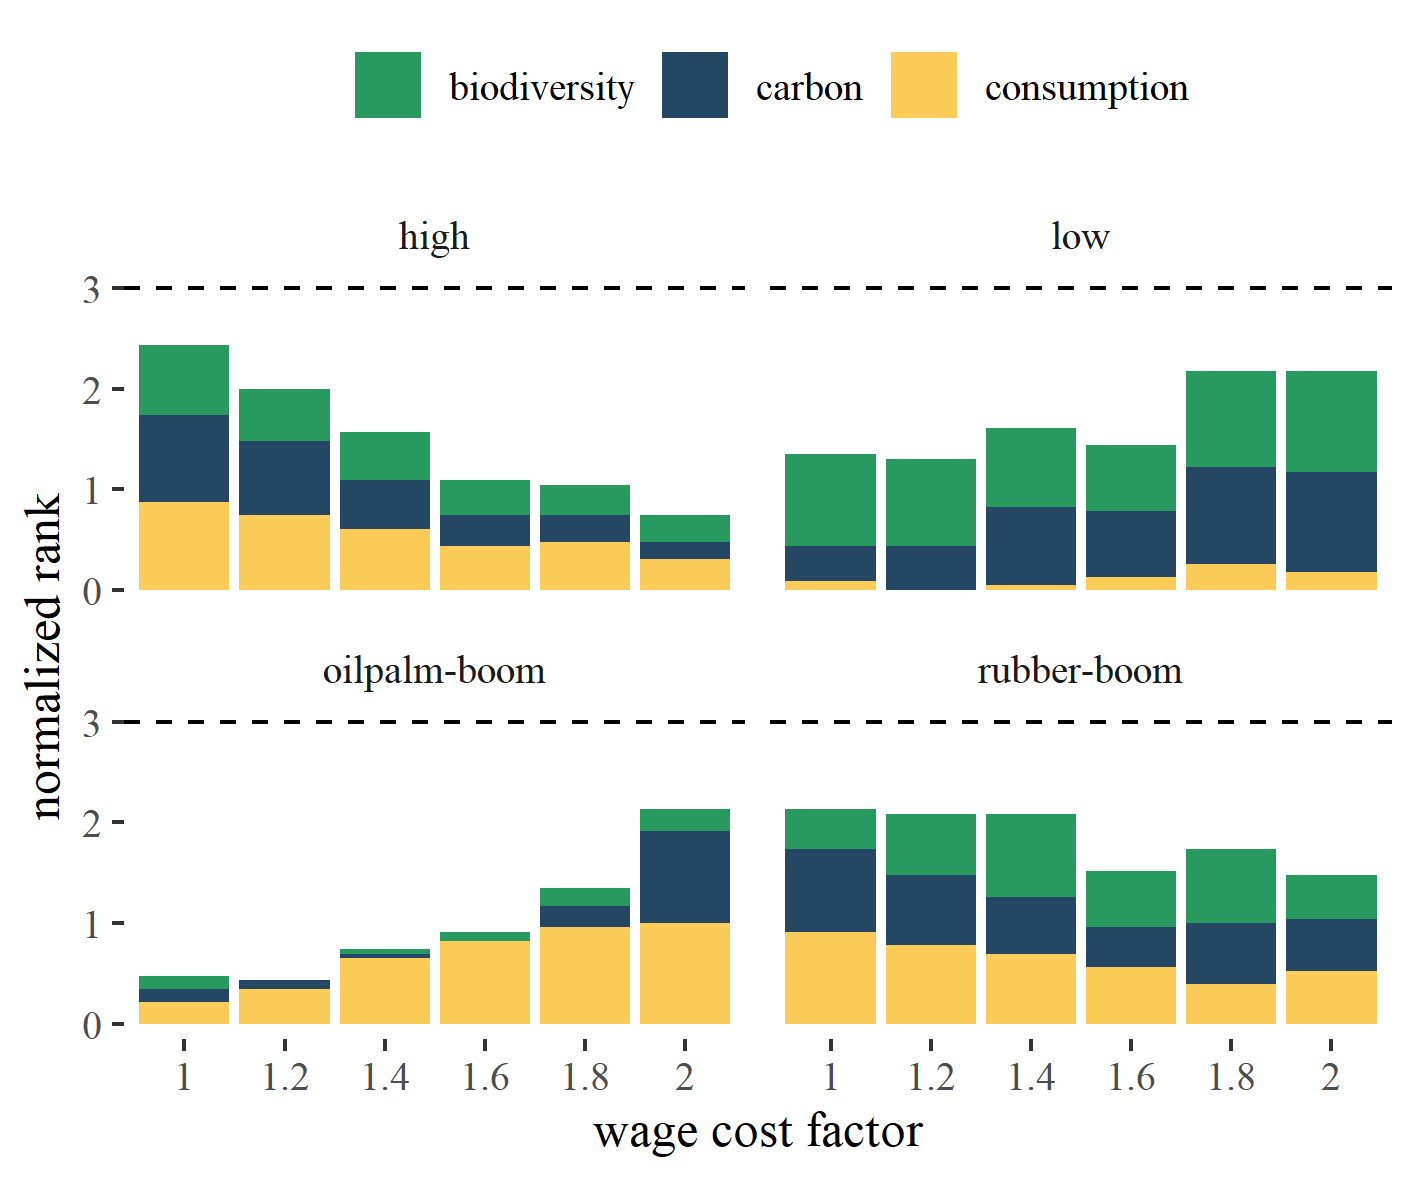 biodiversity carbon consumption
high low
3
2
1
0
oilpalm-boom rubber-boom
3
2
1
0
normalized rank
1 1.2 1.4 1.6 1.8 2 1 1.2 1.4 1.6 1.8 2
wage cost factor